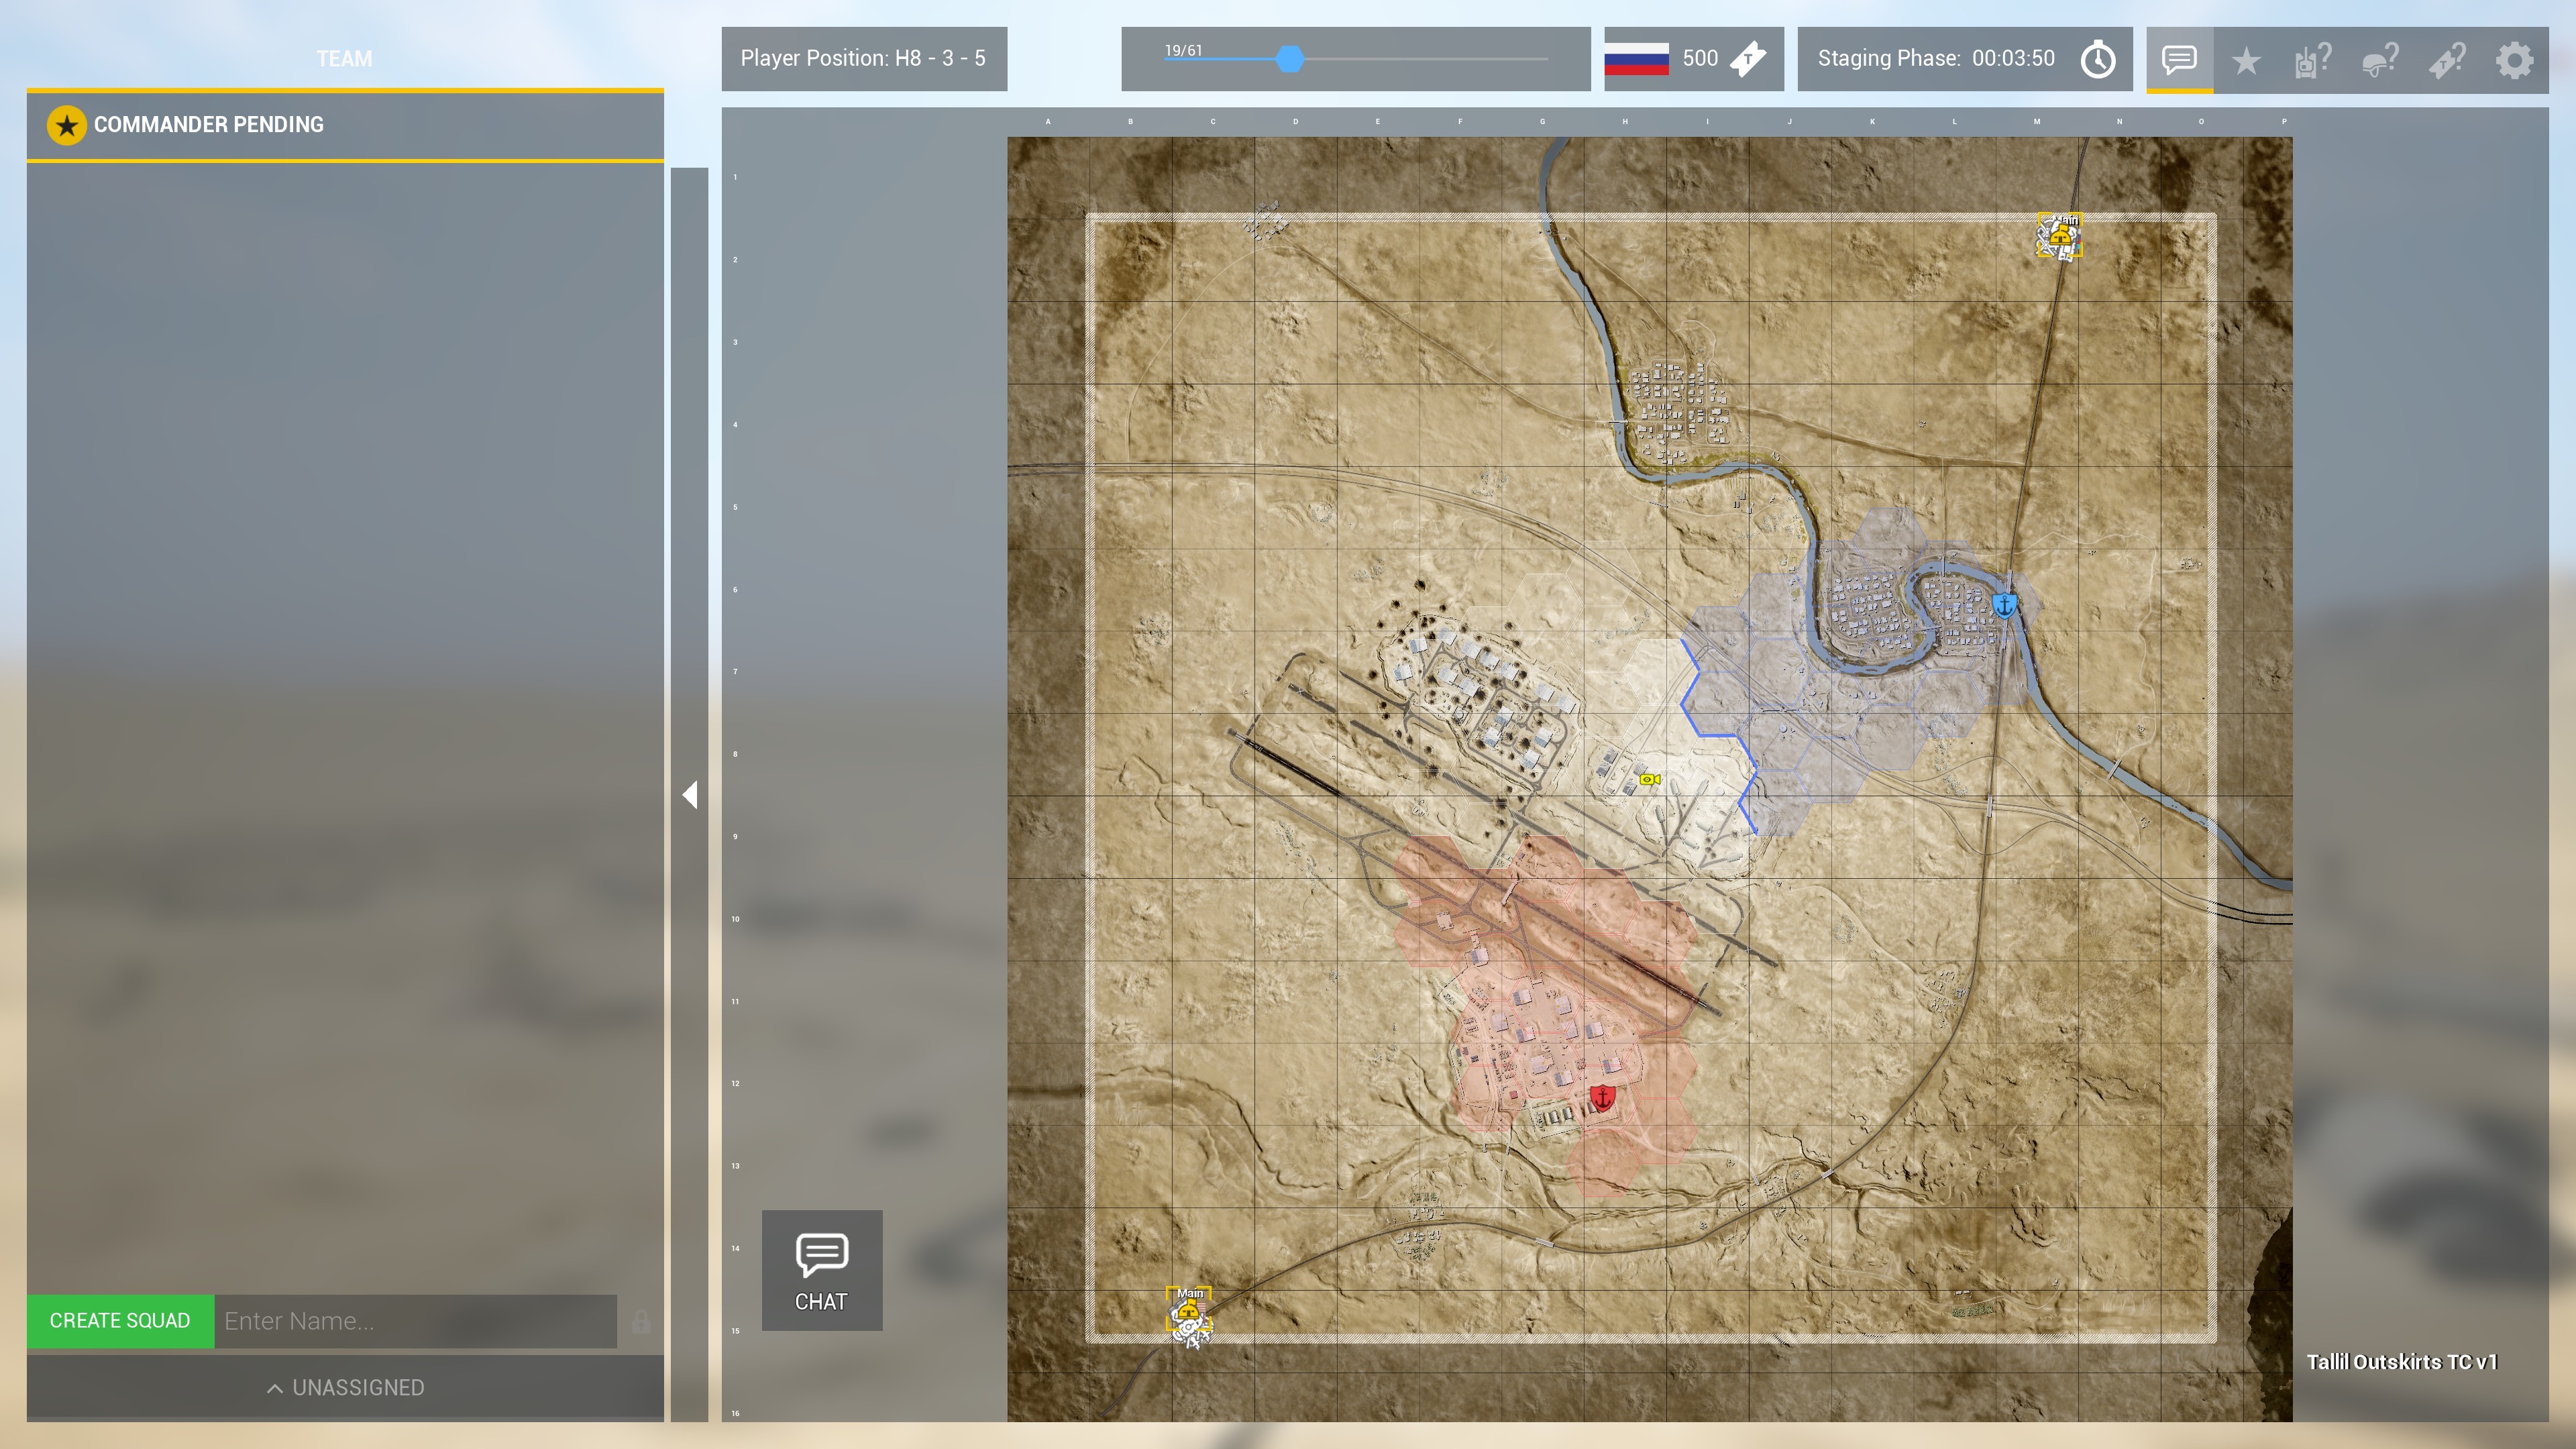 TEAM
Player Position: H8 - 3 - 5
19/61
500
T
Staging Phase: 00:03:50
? ? T?
COMMANDER PENDING
A B C D E F G H I J K L M N O P
1
Main
2
3
4
5
6
7
8
9
10
11
12
13
14
CHAT
Main
CREATE SQUAD Enter Name...
15
Tallil Outskirts TC v1
UNASSIGNED
16